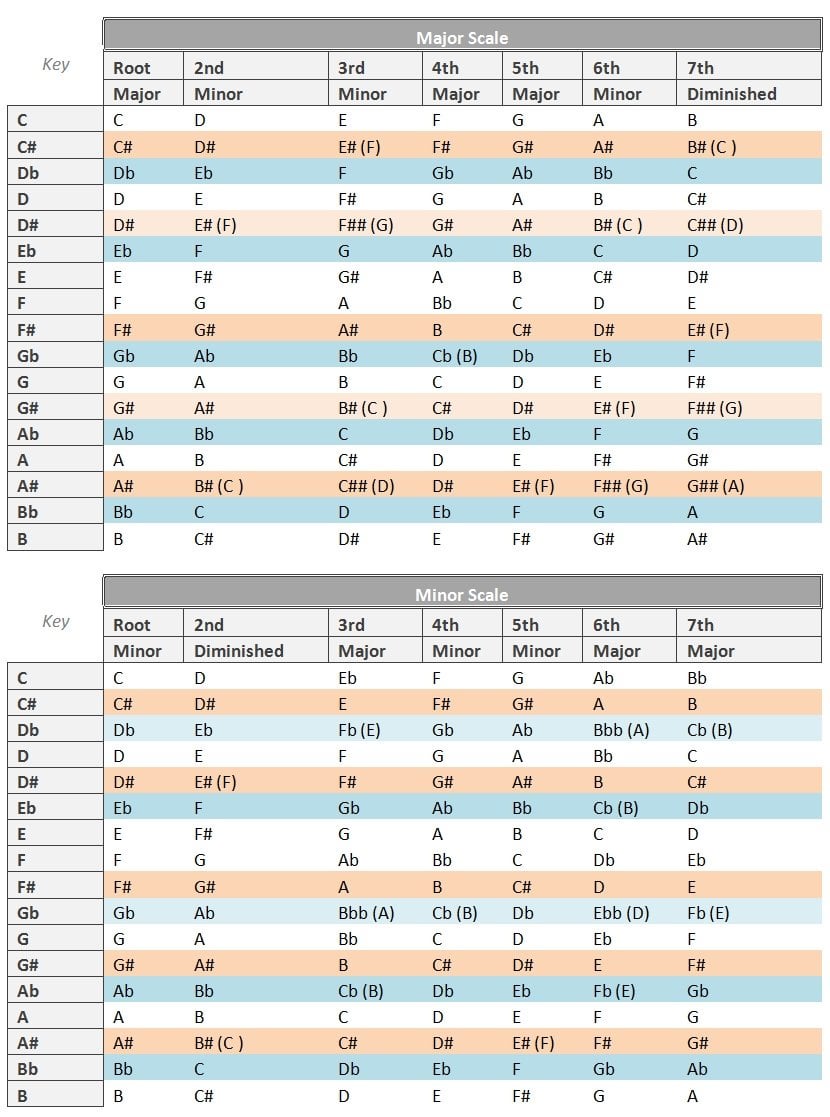 Major Scale
Key Root 2nd 3rd 4th 5th 6th 7th
Major Minor Minor Major Major Minor Diminished
C C D E F G A B
C# C# D# E# (F) F# G# A# B# (C )
Db Db Eb F Gb Ab Bb C
D D E F# G A B C#
D# D# E# (F) F## (G) G# A# B# (C ) C## (D)
Eb Eb F G Ab Bb C D
E E F# G# A B C# D#
F F G A Bb C D E
F# F# G# A# B C# D# E# (F)
Gb Gb Ab Bb Cb (B) Db Eb F
G G A B C D E F#
G# G# A# B# (C ) C# D# E# (F) F## (G)
Ab Ab Bb C Db Eb F G
A A B C# D E F# G#
A# A# B# (C ) C## (D) D# E# (F) F## (G) G## (A)
Bb Bb C D Eb F G A
B B C# D# E F# G# A#
Minor Scale
Key Root 2nd 3rd 4th 5th 6th 7th
Minor Diminished Major Minor Minor Major Major
C C D Eb F G Ab Bb
C# C# D# E F# G# A B
Db Db Eb Fb (E) Gb Ab Bbb (A) Cb (B)
D D E F G A Bb C
D# D# E# (F) F# G# A# B C#
Eb Eb F Gb Ab Bb Cb (B) Db
E E F# G A B C D
F F G Ab Bb C Db Eb
F# F# G# A B C# D E
Gb Gb Ab Bbb (A) Cb (B) Db Ebb (D) Fb (E)
G G A Bb C D Eb F
G# G# A# B C# D# E F#
Ab Ab Bb Cb (B) Db Eb Fb (E) Gb
A A B C D E F G
A# A# B# (C ) C# D# E# (F) F# G#
Bb Bb C Db Eb F Gb Ab
B B C# D E F# G A